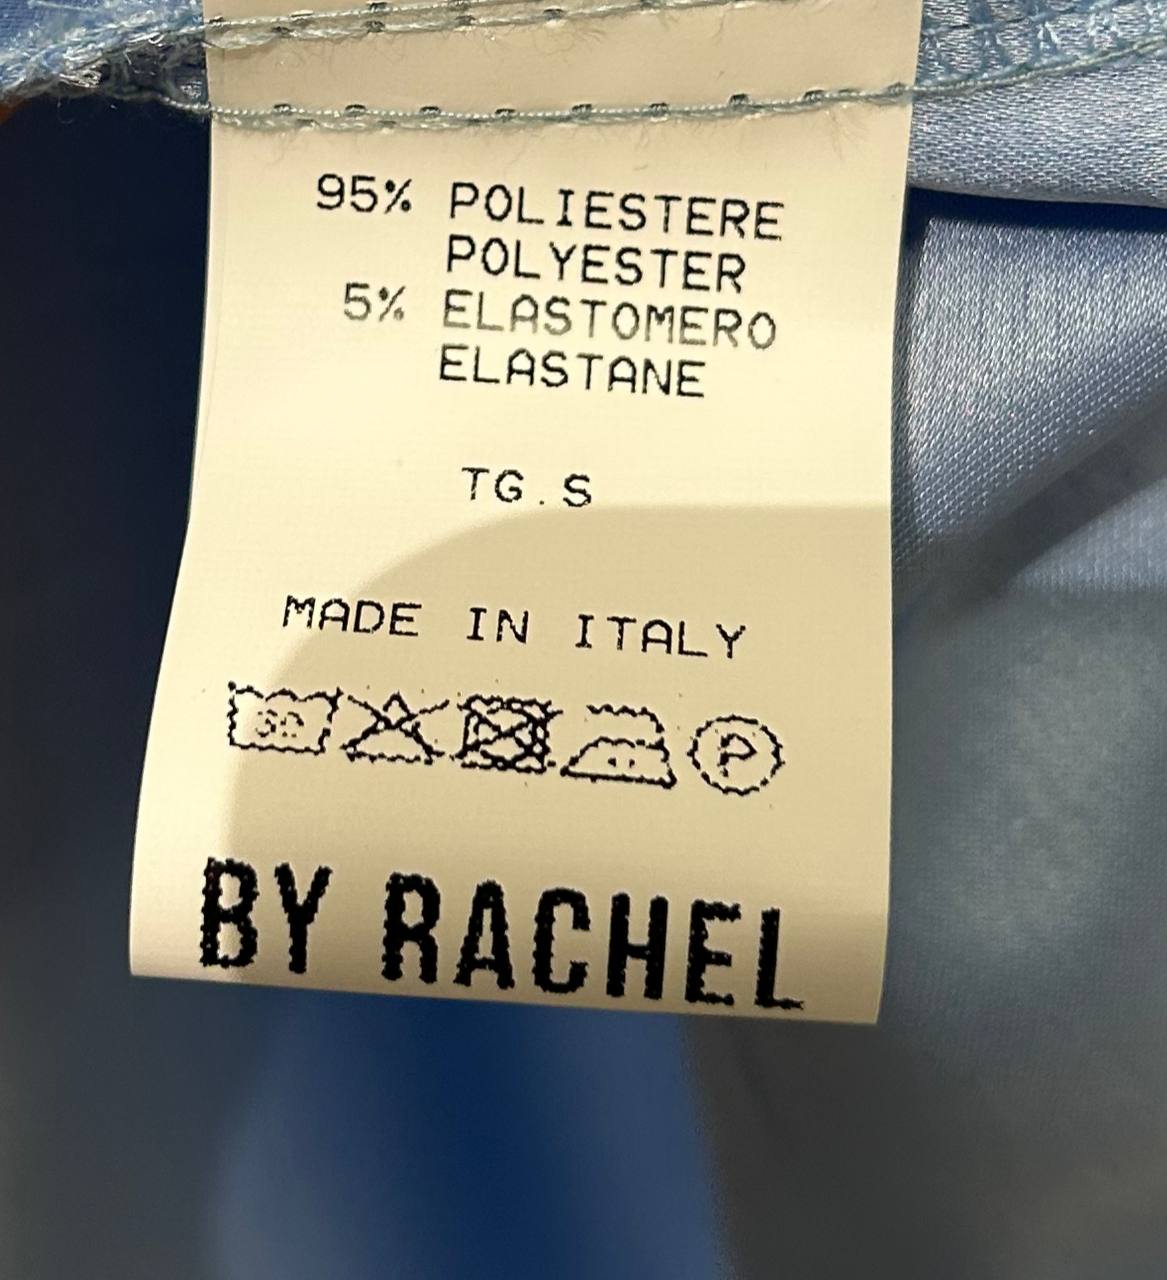 95% POLIESTERE
POLYESTER
5% ELASTOMERO
ELASTANE
TG.S
MADE IN ITALY
P
BY RACHEL